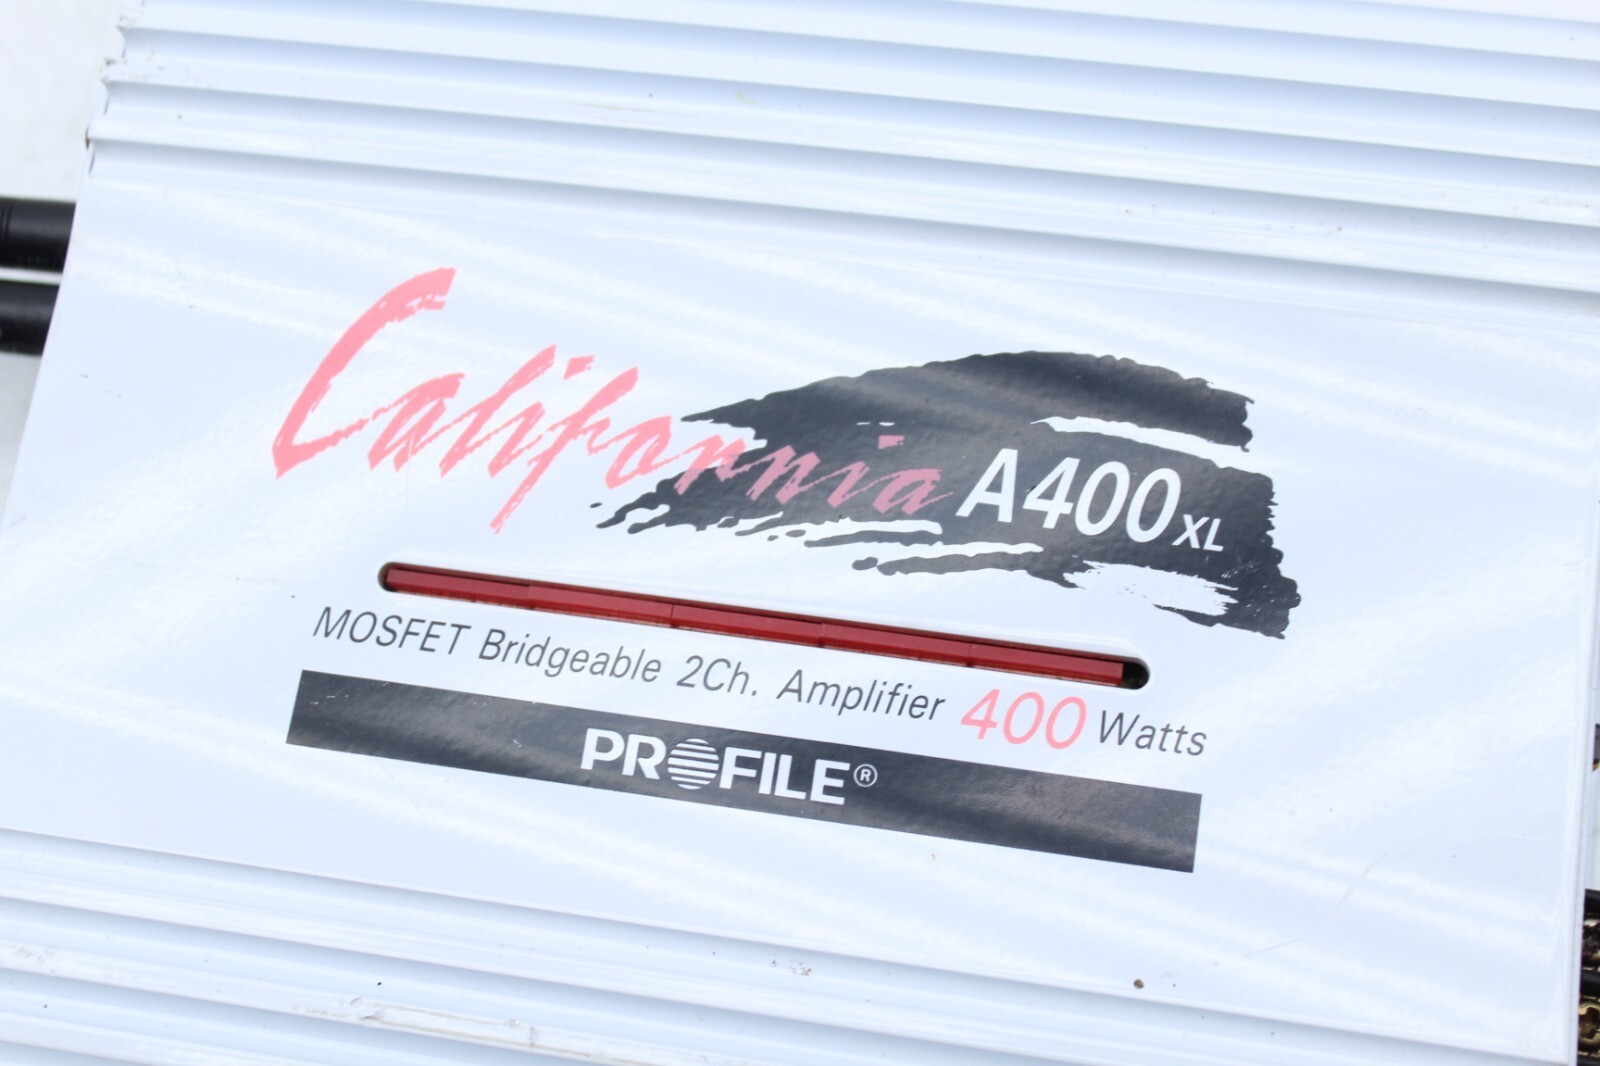 California A400XL
MOSFET Bridgeable 2Ch. Amplifier 400 Watts
PROFILE®